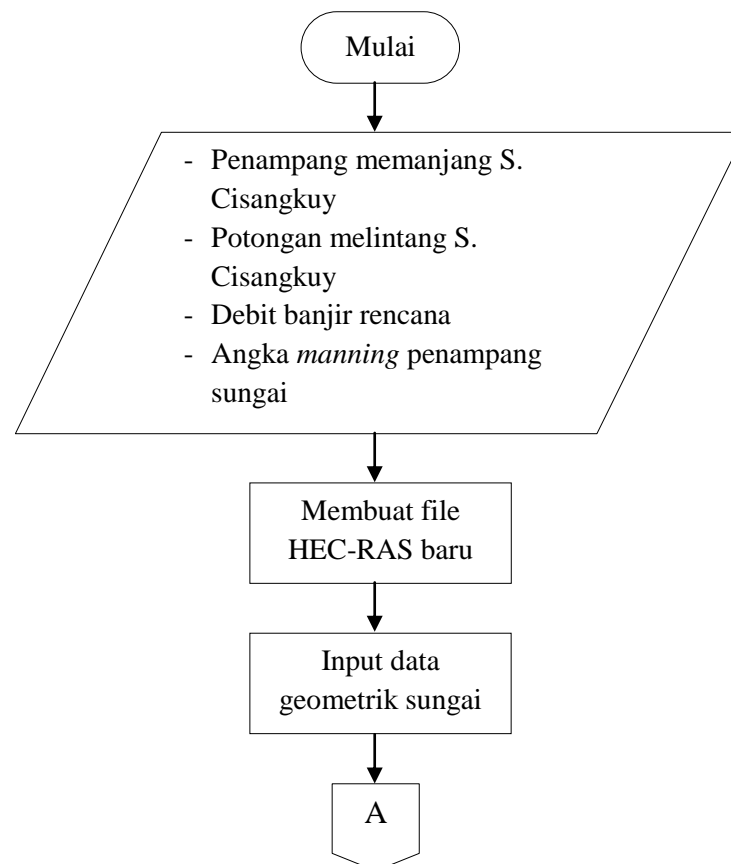 Mulai
- Penampang memanjang S.
Cisangkuy
- Potongan melintang S.
Cisangkuy
- Debit banjir rencana
- Angka manning penampang
sungai
Membuat file
HEC-RAS baru
Input data
geometrik sungai
A